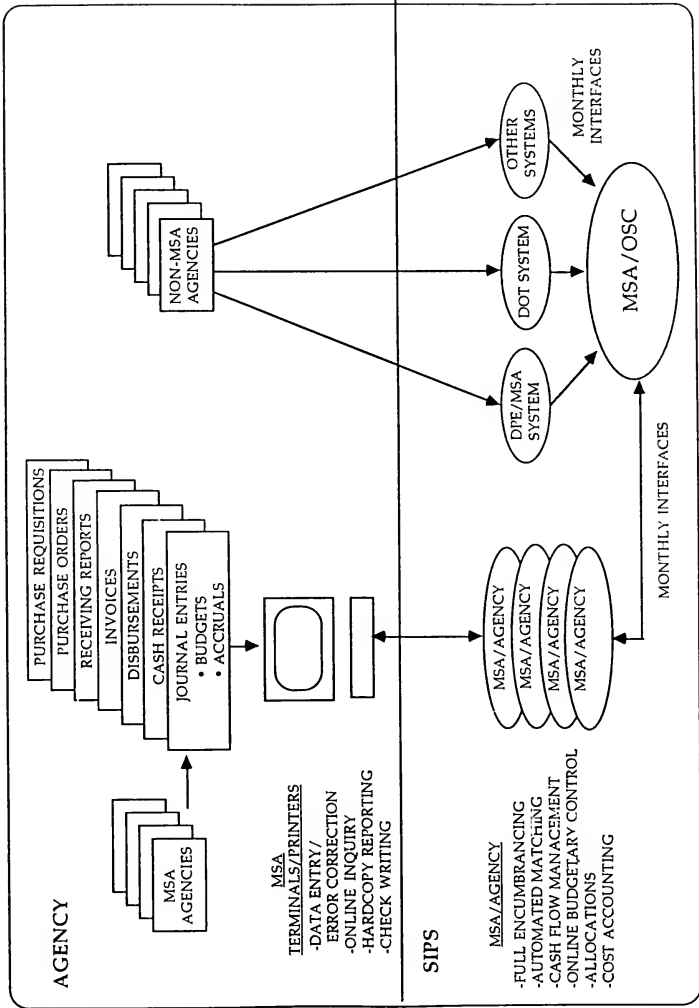 AGENCY
MSA
AGENCIES
PURCHASE REQUISITIONS
PURCHASE ORDERS
RECEIVING REPORTS
INVOICES
DISBURSEMENTS
CASH RECEIPTS
JOURNAL ENTRIES
• BUDGETS
• ACCRUALS
NON-MSA
AGENCIES
MSA
TERMINALS/PRINTERS
-DATA ENTRY/
ERROR CORRECTION
-ONLINE INQUIRY
-HARDCOPY REPORTING
-CHECK WRITING
SIPS
MSA/AGENCY
-FULL ENCUMBRANCING
-AUTOMATED MATCHING
-CASH FLOW MANAGEMENT
-ONLINE BUDGETARY CONTROL
-ALLOCATIONS
-COST ACCOUNTING
MSA/AGENCY
MSA/AGENCY
MSA/AGENCY
MSA/AGENCY
DPE/MSA
SYSTEM
DOT SYSTEM
OTHER
SYSTEMS
MONTHLY
INTERFACES
MSA/OSC
MONTHLY INTERFACES